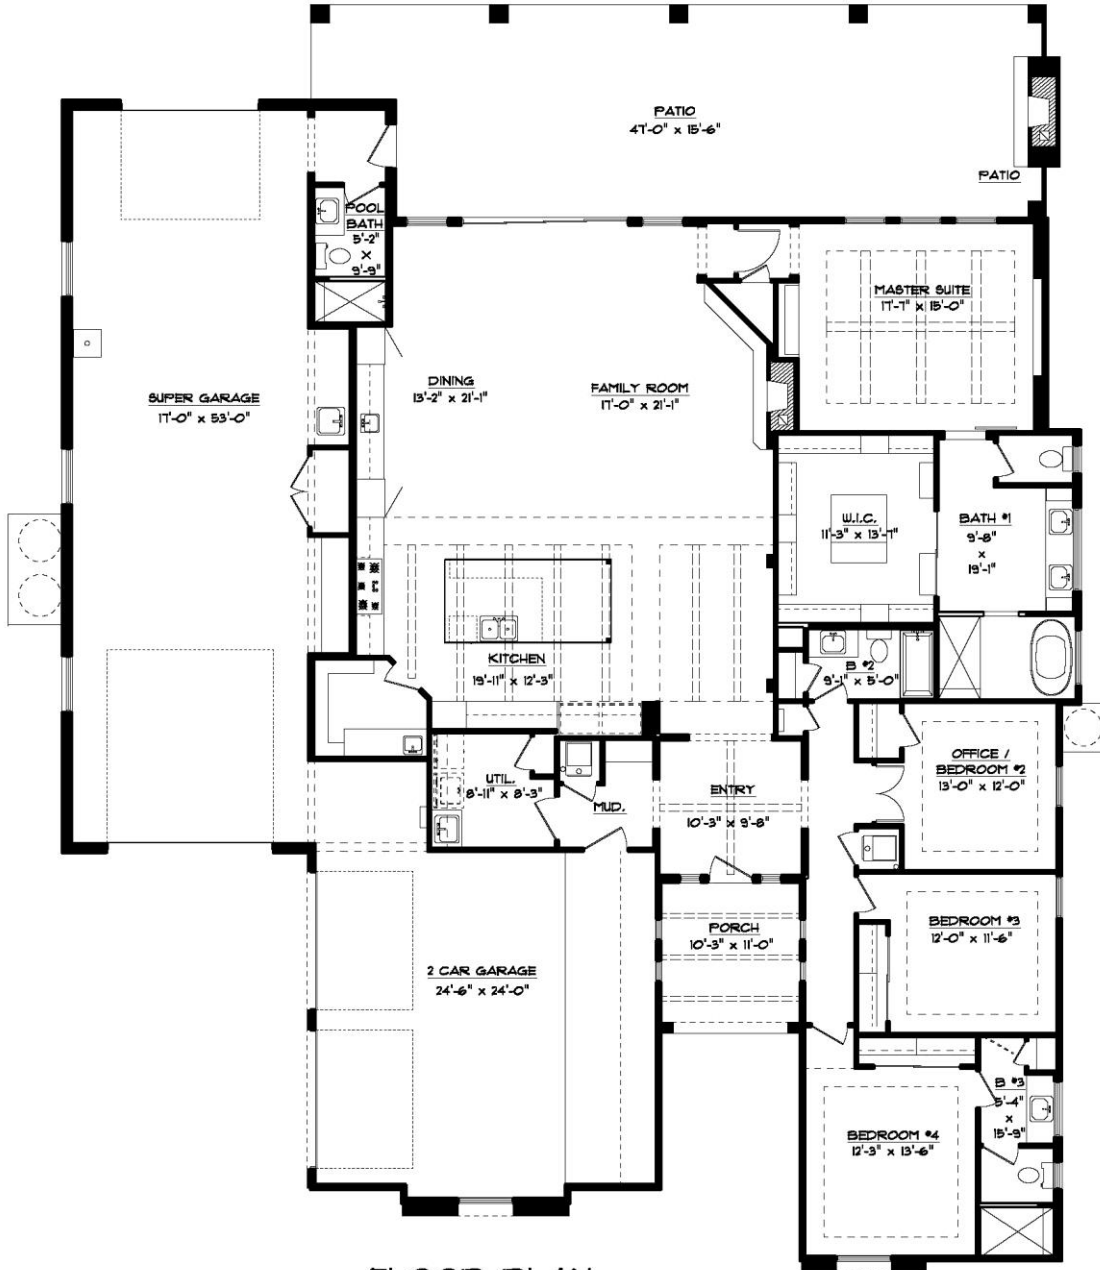 PATIO
47'-0" x 15'-6"
PATIO
POOL
BATH
5'-2"
x
9'-9"
MASTER SUITE
17'-7" x 15'-0"
DINING
13'-2" x 21'-1"
FAMILY ROOM
17'-0" x 21'-1"
SUPER GARAGE
17'-0" x 53'-0"
W.I.C.
11'-3" x 13'-7"
BATH #1
9'-8"
x
19'-1"
KITCHEN
19'-11" x 12'-3"
B #2
9'-1" x 5'-0"
OFFICE /
BEDROOM #2
13'-0" x 12'-0"
UTIL.
8'-11" x 8'-3"
MUD.
ENTRY
10'-3" x 9'-8"
BEDROOM #3
12'-0" x 11'-6"
PORCH
10'-3" x 11'-0"
2 CAR GARAGE
24'-6" x 24'-0"
B #3
5'-4"
x
15'-9"
BEDROOM #4
12'-3" x 13'-6"
FLOOR PLAN